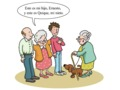 Este es mi hijo, Ernesto,
y este es Quique, mi nieto.